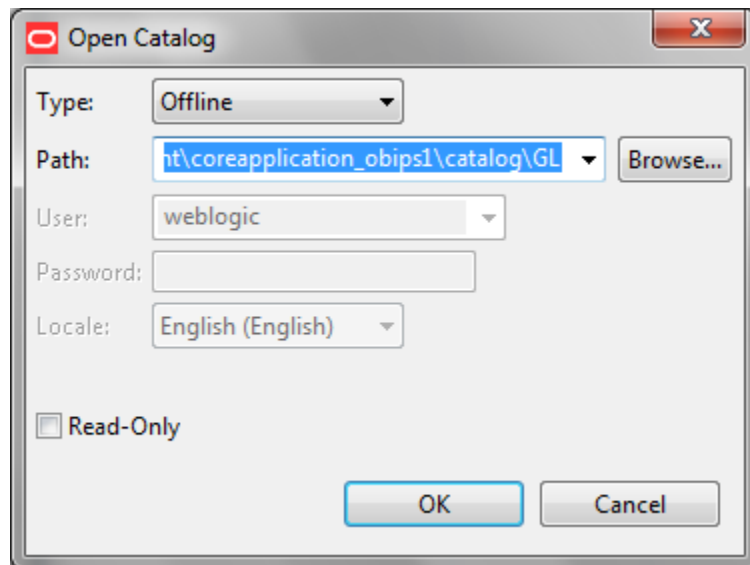 Open Catalog
Type: Offline
Path: nt\coreapplication_obips1\catalog\GL Browse...
User: weblogic
Password:
Locale: English (English)
Read-Only
OK Cancel